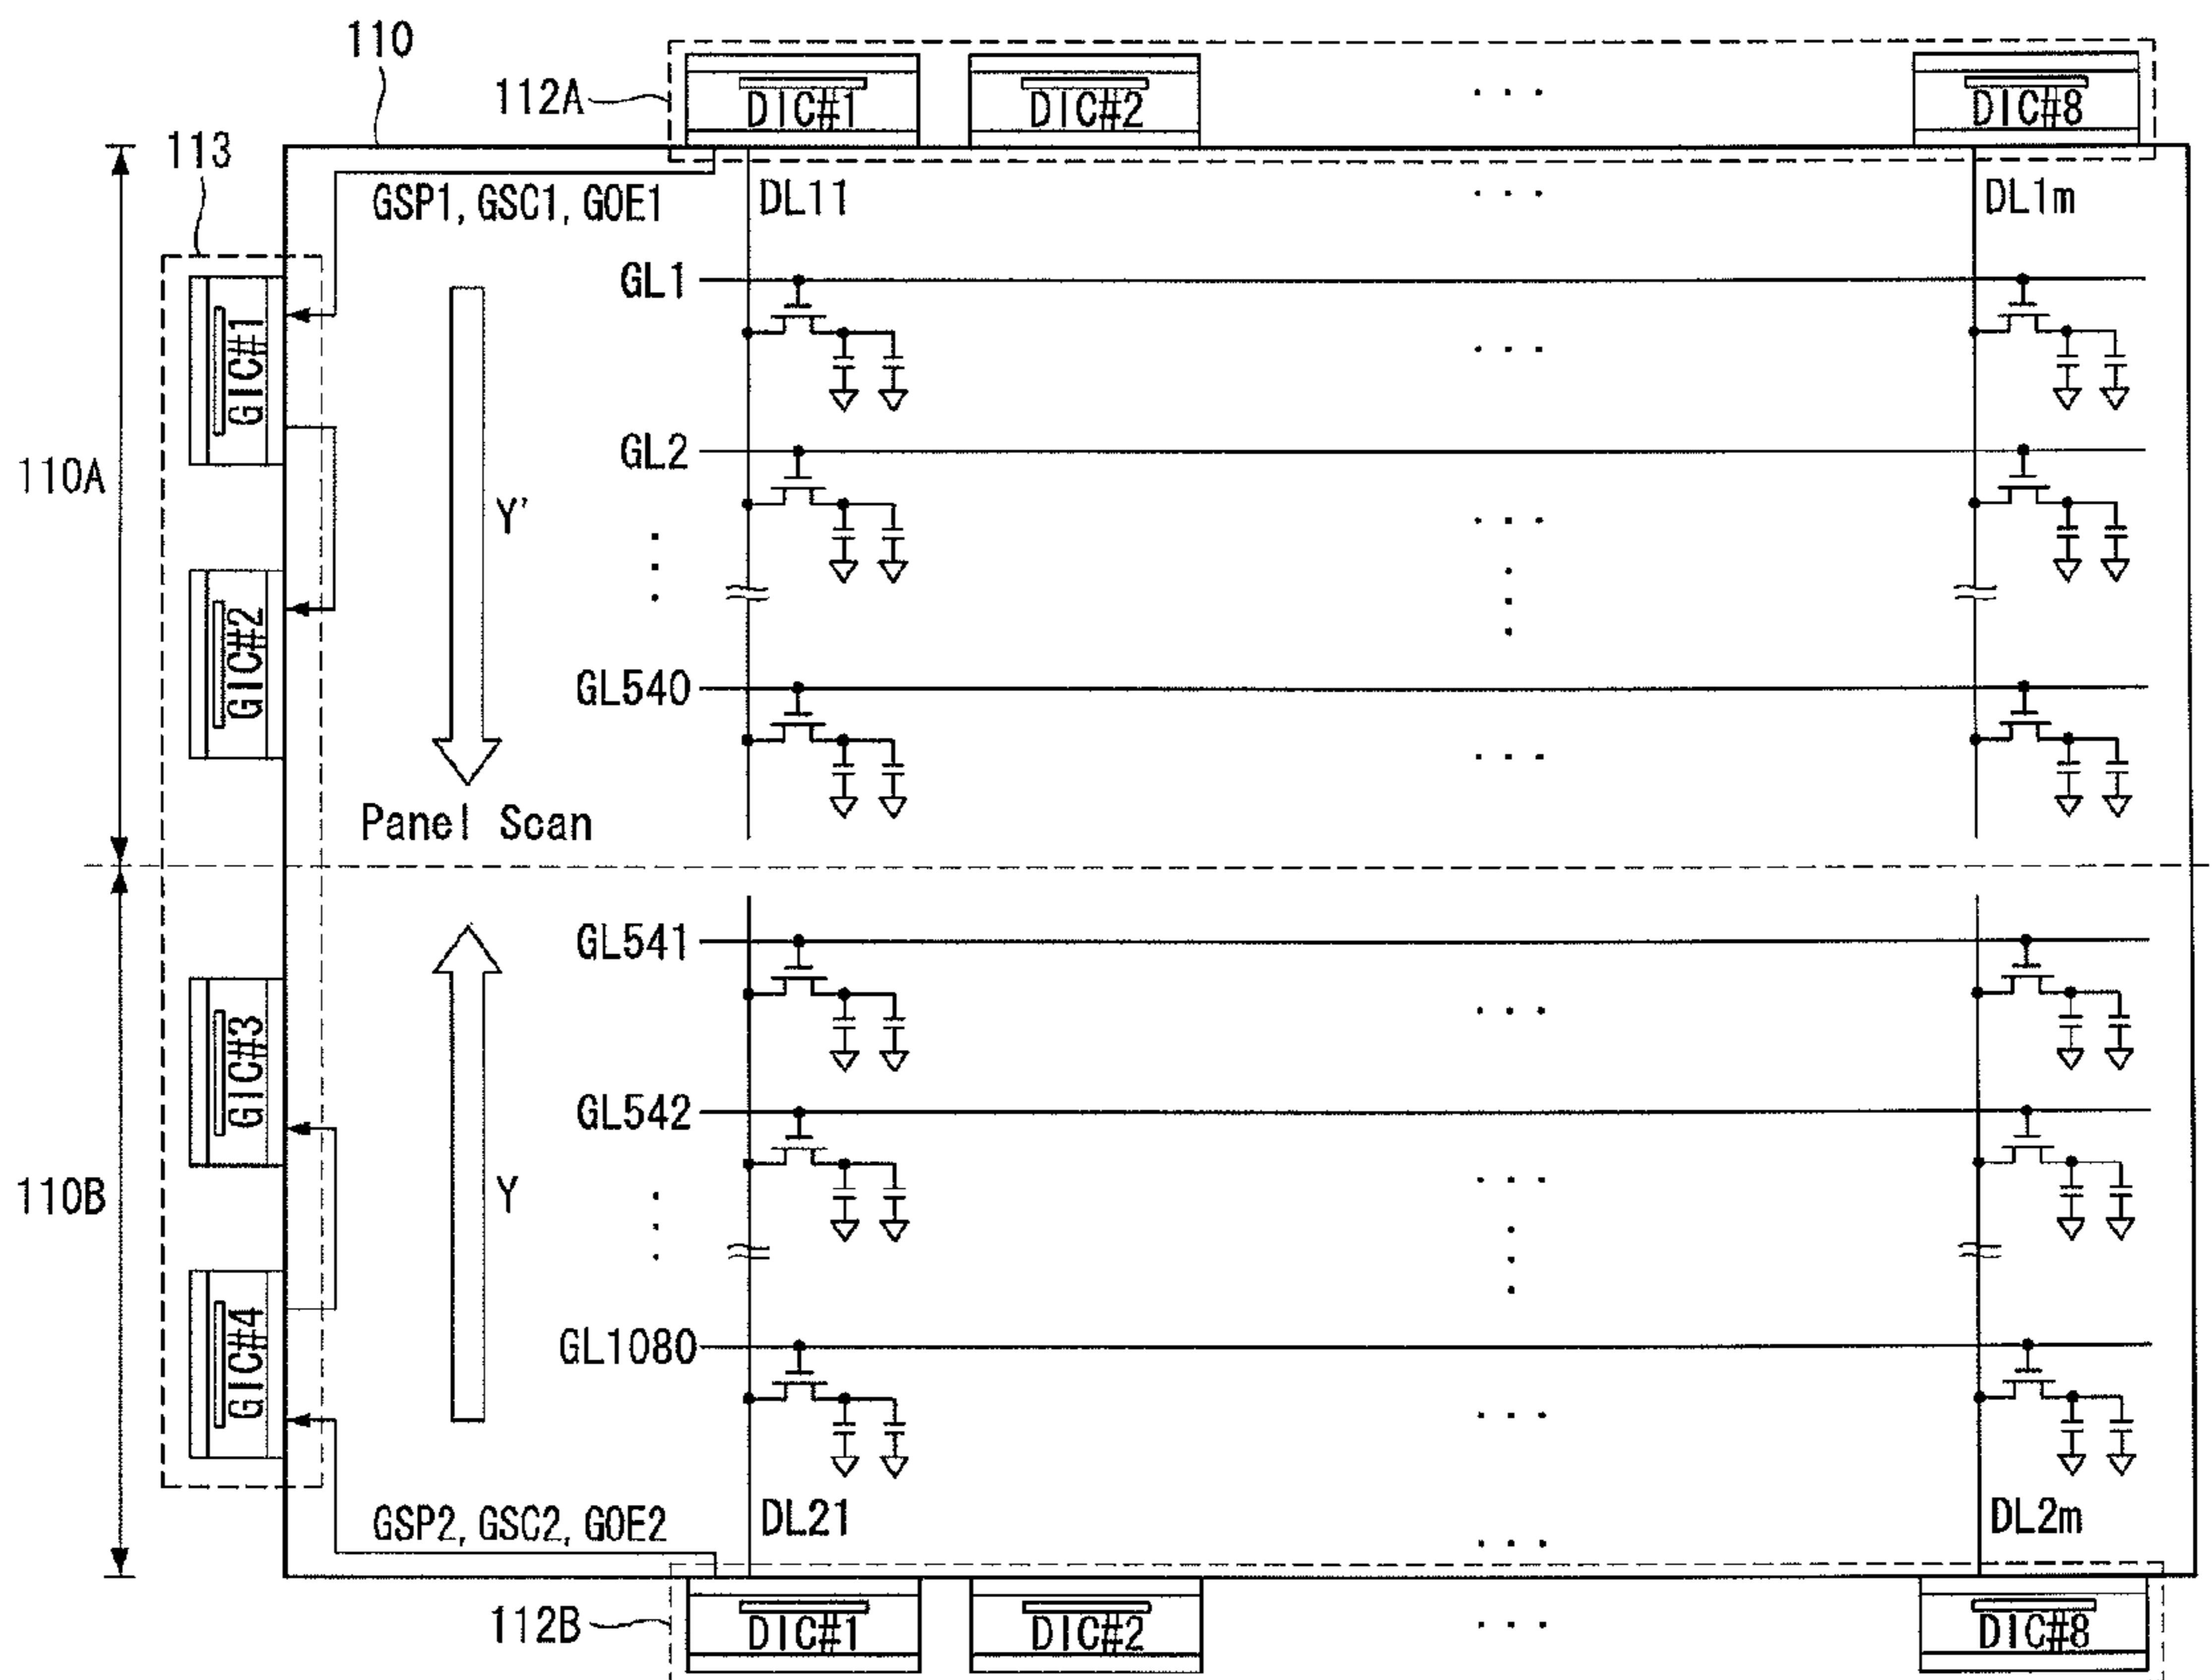 110
112A
DIC#1
DIC#2
DIC#8
113
GSP1, GSC1, GOE1
DL11
DL1m
GL1
GIC#1
GL2
110A
Y'
GIC#2
GL540
Panel Scan
GL541
GIC#3
GL542
110B
Y
GIC#4
GL1080
GSP2, GSC2, GOE2
DL21
DL2m
112B
DIC#1
DIC#2
DIC#8